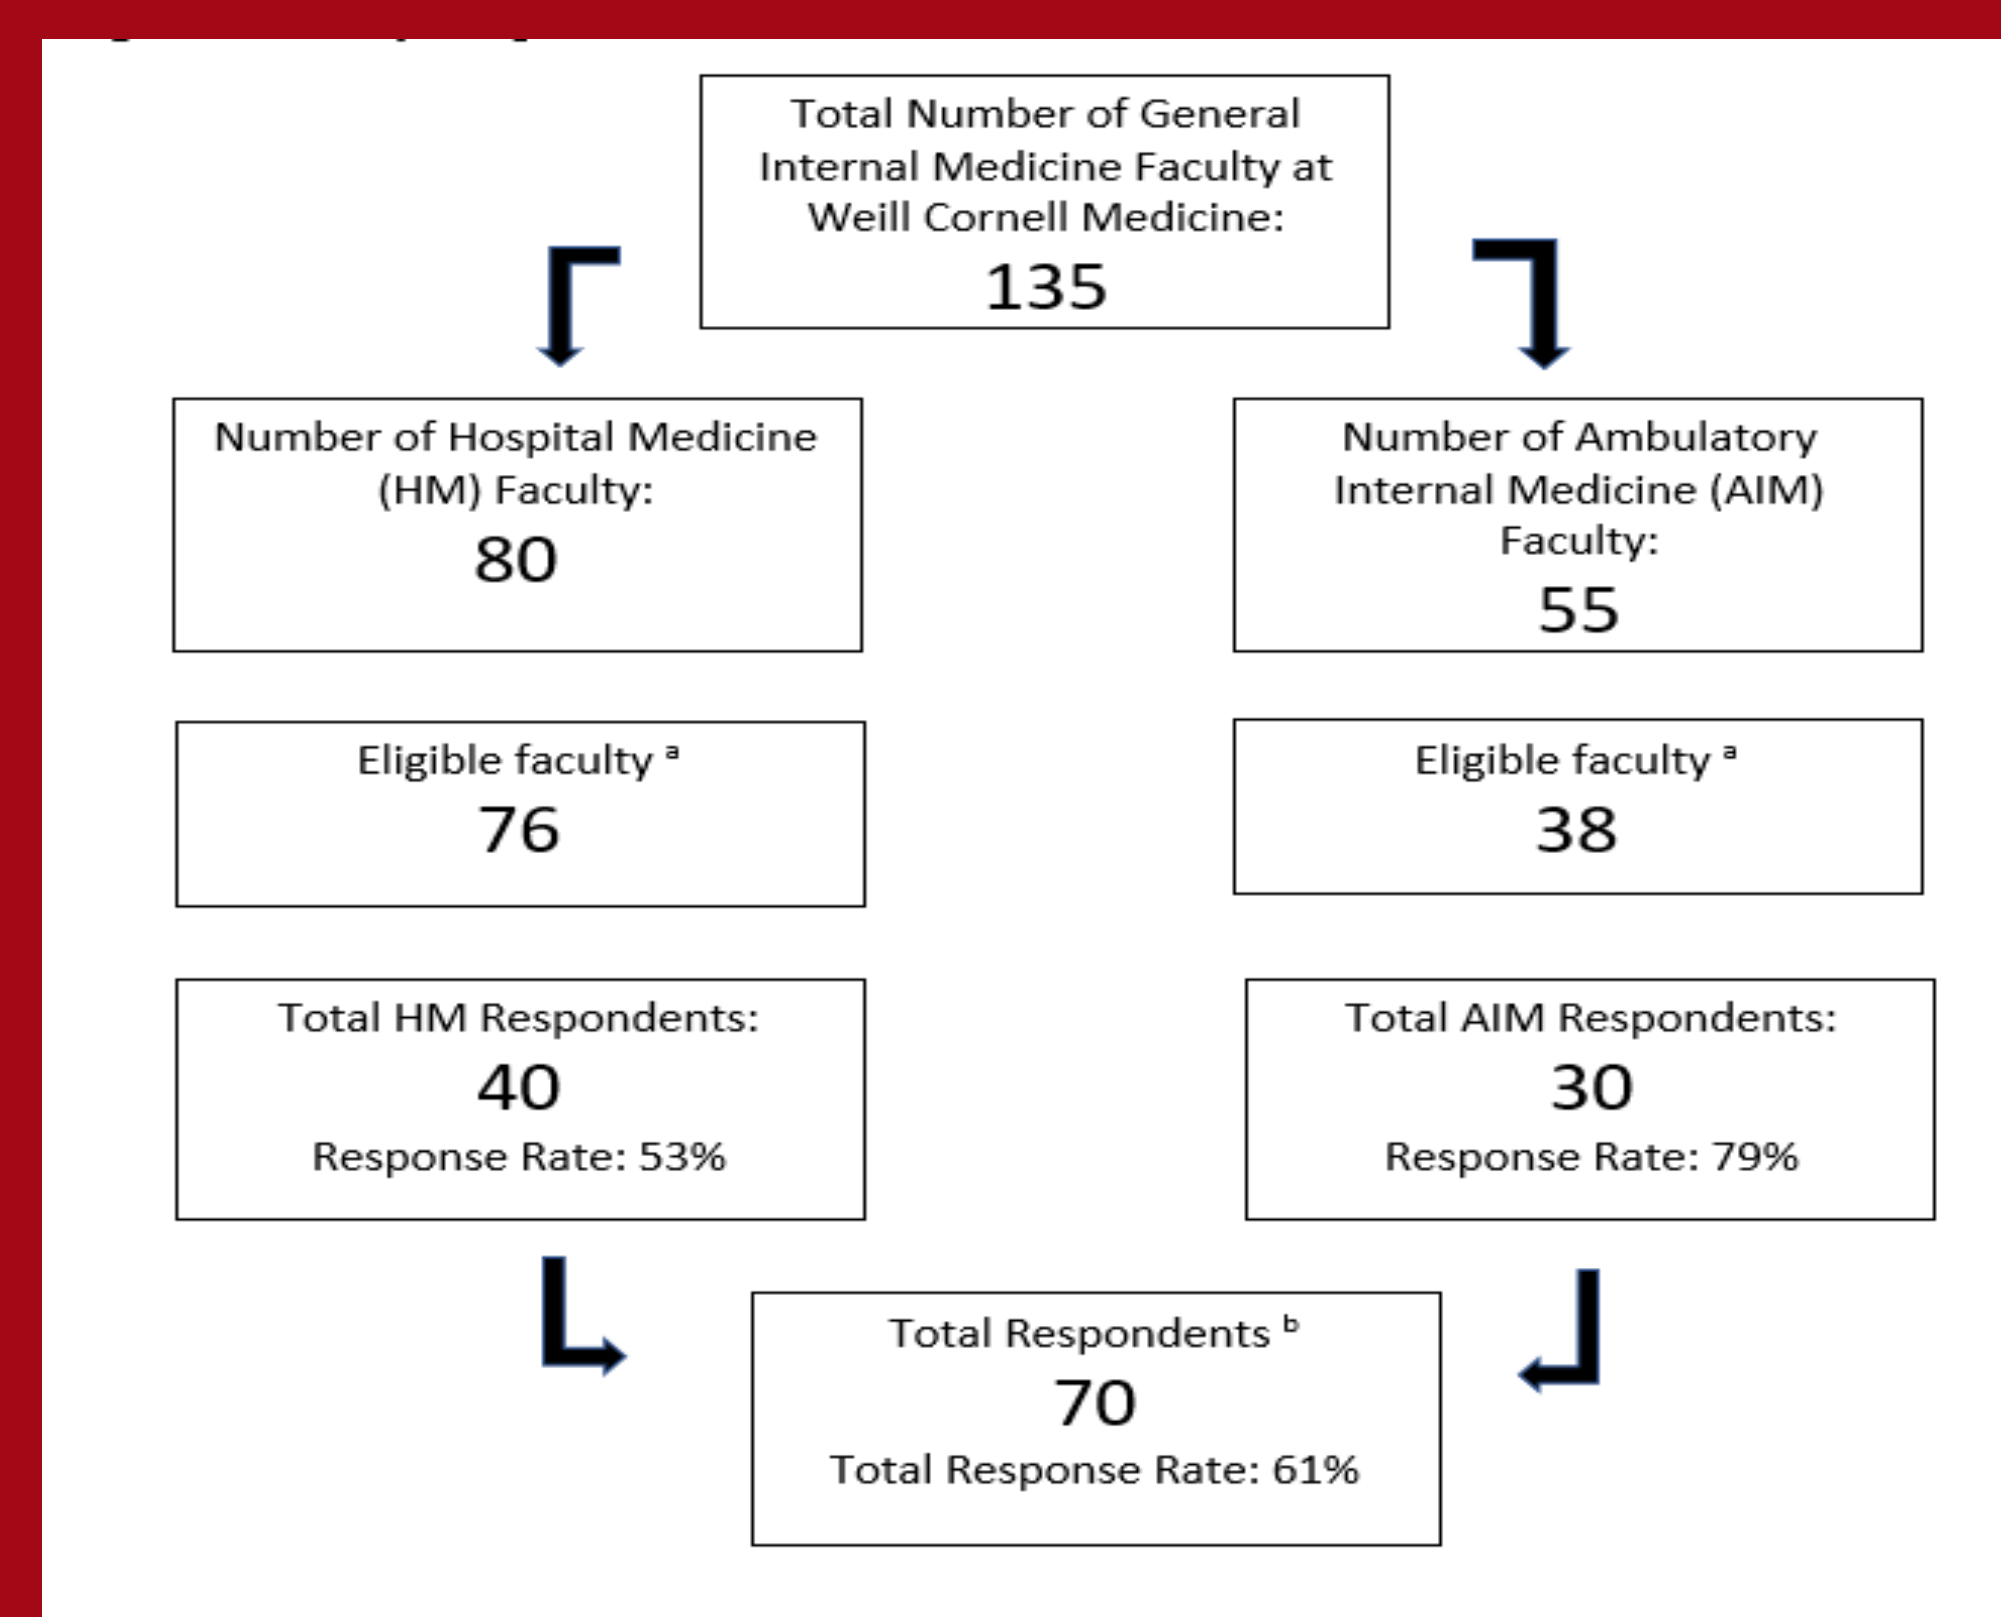 Total Number of General
Internal Medicine Faculty at
Weill Cornell Medicine:
135
Number of Hospital Medicine
(HM) Faculty:
80
Number of Ambulatory
Internal Medicine (AIM)
Faculty:
55
Eligible faculty ᵃ
76
Eligible faculty ᵃ
38
Total HM Respondents:
40
Response Rate: 53%
Total AIM Respondents:
30
Response Rate: 79%
Total Respondents ᵇ
70
Total Response Rate: 61%